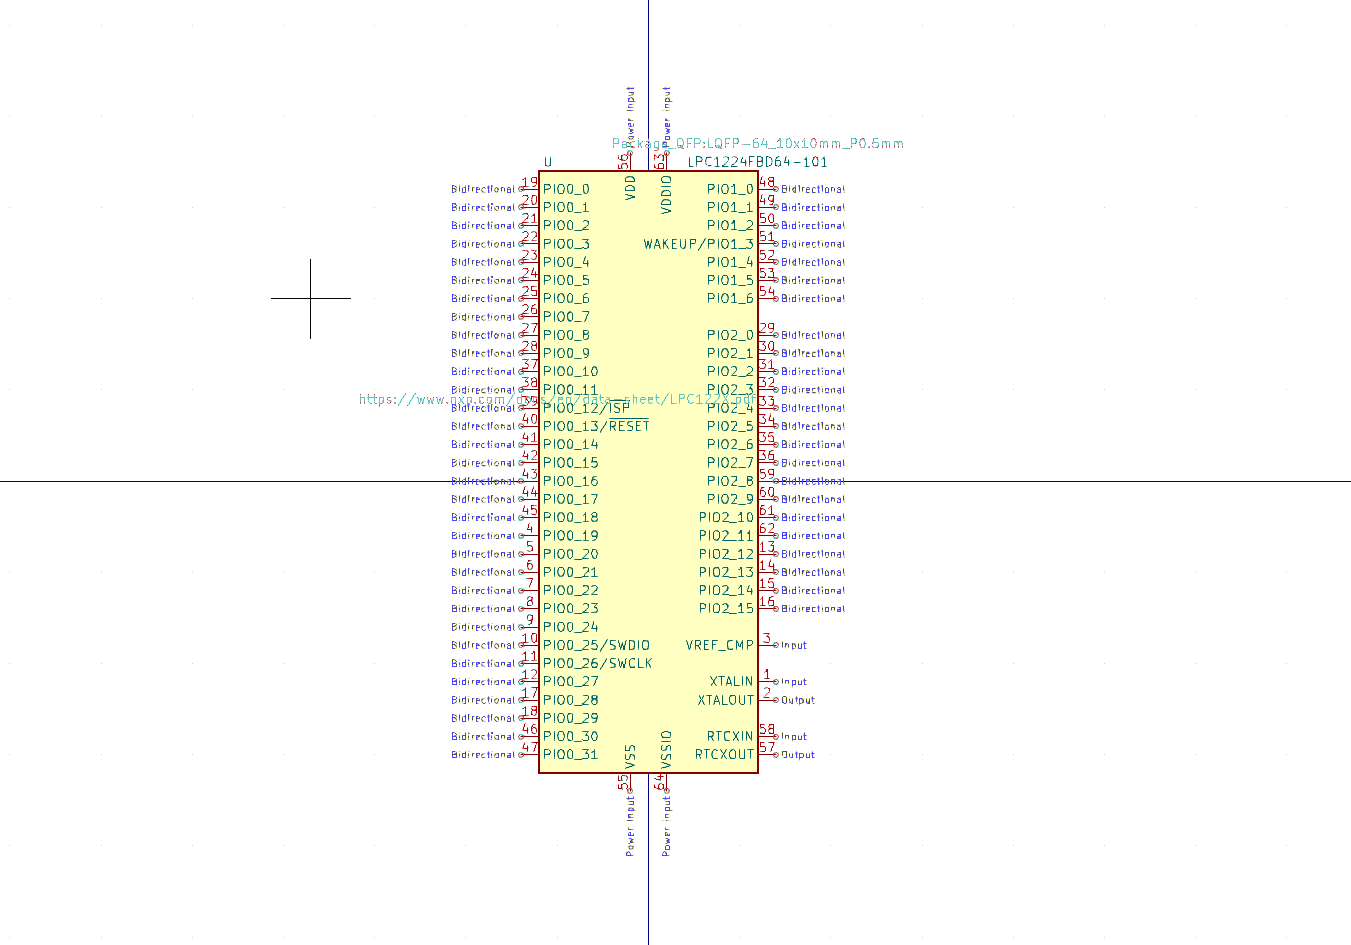 Power Input Power Input
Package_QFP:LQFP-64_10x10mm_P0.5mm
U 56 63 LPC1224FBD64-101
VDD VDDIO
Bidirectional 19 PIO0_0 PIO1_0 48 Bidirectional
Bidirectional 20 PIO0_1 PIO1_1 49 Bidirectional
Bidirectional 21 PIO0_2 PIO1_2 50 Bidirectional
Bidirectional 22 PIO0_3 WAKEUP/PIO1_3 51 Bidirectional
Bidirectional 23 PIO0_4 PIO1_4 52 Bidirectional
Bidirectional 24 PIO0_5 PIO1_5 53 Bidirectional
Bidirectional 25 PIO0_6 PIO1_6 54 Bidirectional
Bidirectional 26 PIO0_7
Bidirectional 27 PIO0_8 PIO2_0 29 Bidirectional
Bidirectional 28 PIO0_9 PIO2_1 30 Bidirectional
Bidirectional 37 PIO0_10 PIO2_2 31 Bidirectional
Bidirectional 38 PIO0_11 PIO2_3 32 Bidirectional
https://www.nxp.com/docs/en/data-sheet/LPC122X.pdf
Bidirectional 39 PIO0_12/ISP PIO2_4 33 Bidirectional
Bidirectional 40 PIO0_13/RESET PIO2_5 34 Bidirectional
Bidirectional 41 PIO0_14 PIO2_6 35 Bidirectional
Bidirectional 42 PIO0_15 PIO2_7 36 Bidirectional
Bidirectional 43 PIO0_16 PIO2_8 59 Bidirectional
Bidirectional 44 PIO0_17 PIO2_9 60 Bidirectional
Bidirectional 45 PIO0_18 PIO2_10 61 Bidirectional
Bidirectional 4 PIO0_19 PIO2_11 62 Bidirectional
Bidirectional 5 PIO0_20 PIO2_12 13 Bidirectional
Bidirectional 6 PIO0_21 PIO2_13 14 Bidirectional
Bidirectional 7 PIO0_22 PIO2_14 15 Bidirectional
Bidirectional 8 PIO0_23 PIO2_15 16 Bidirectional
Bidirectional 9 PIO0_24
Bidirectional 10 PIO0_25/SWDIO VREF_CMP 3 Input
Bidirectional 11 PIO0_26/SWCLK
Bidirectional 12 PIO0_27 XTALIN 1 Input
Bidirectional 17 PIO0_28 XTALOUT 2 Output
Bidirectional 18 PIO0_29
Bidirectional 46 PIO0_30 RTCXIN 58 Input
Bidirectional 47 PIO0_31 RTCXOUT 57 Output
VSS VSSIO
55 64
Power Input Power Input